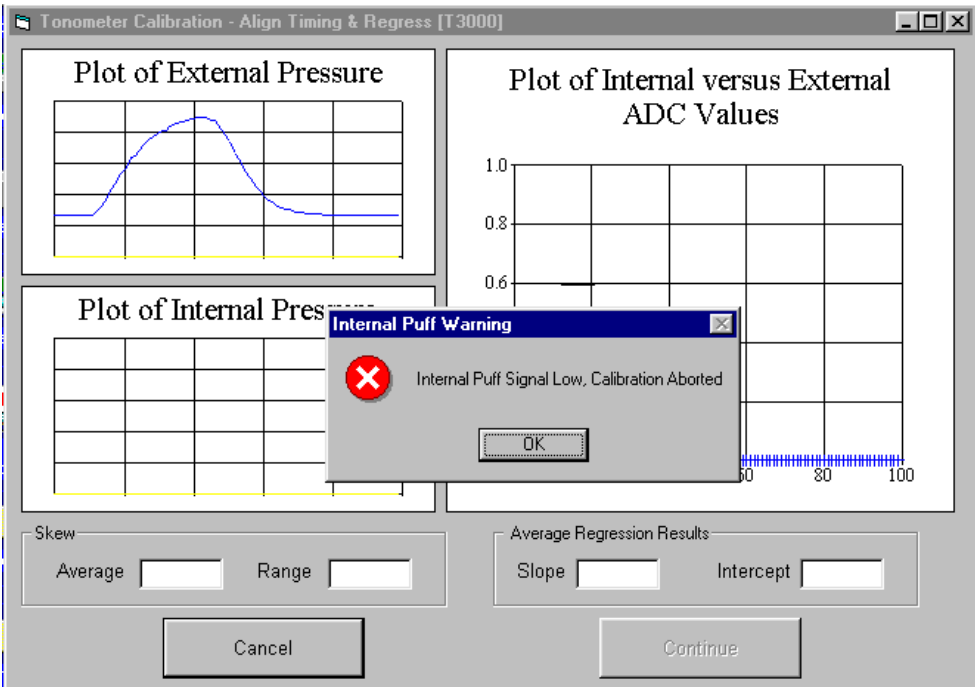 Tonometer Calibration - Align Timing & Regress [T3000]
Plot of External Pressure
Plot of Internal versus External
ADC Values
1.0
0.8
0.6
Plot of Internal
Internal Puff Warning
Internal Puff Signal Low, Calibration Aborted
OK
80
100
Skew
Average
Range
Average Regression Results
Slope
Intercept
Cancel
Continue